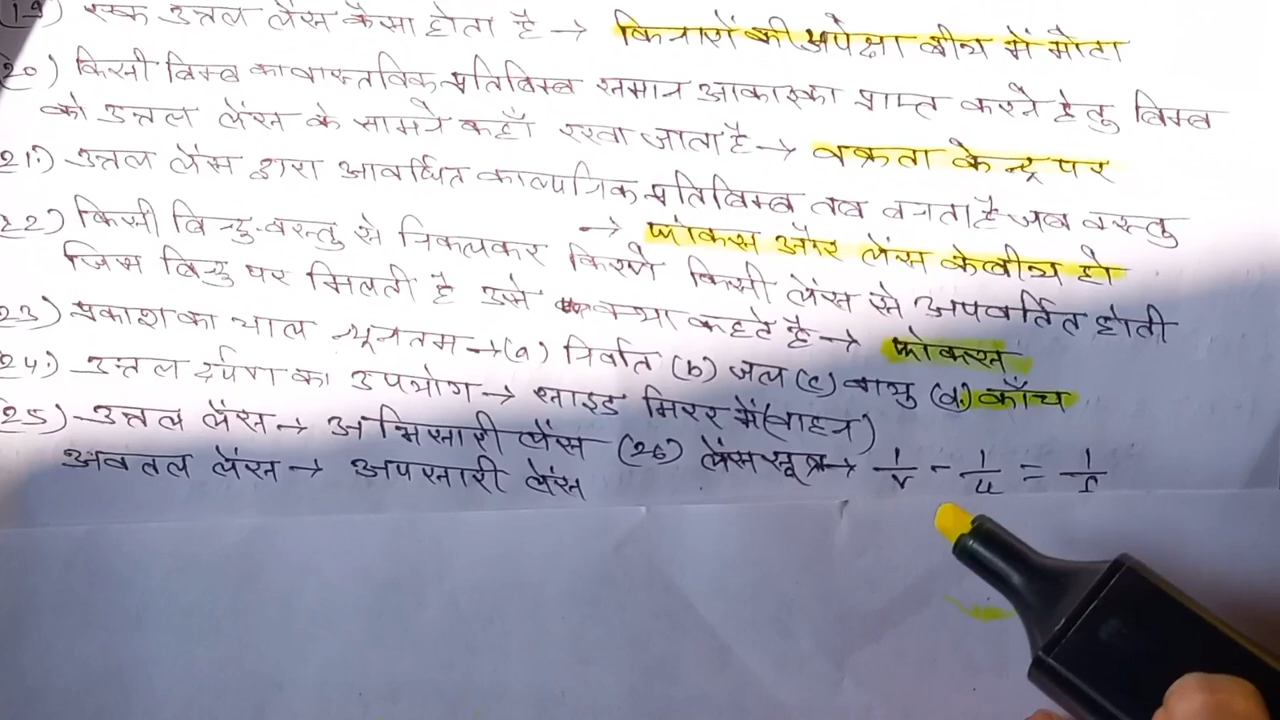 19) एक उत्तल लेंस कैसा होता है → किनारों की अपेक्षा बीच में मोटा
20) किसी बिम्ब का वास्तविक प्रतिबिम्ब समान आकार का प्राप्त करने हेतु बिम्ब
को उत्तल लेंस के सामने कहाँ रखा जाता है → वक्रता केन्द्र पर
21.) उत्तल लेंस द्वारा आवर्धित काल्पनिक प्रतिबिम्ब तब बनता है जब वस्तु
→ फोकस और लेंस के बीच हो
22) किसी बिन्दु-वस्तु से निकलकर किरणें किसी लेंस से अपवर्तित होती
जिस बिन्दु पर मिलती है उसे क्या कहते है → फोकस
23) प्रकाश का चाल न्यूनतम → (a) निर्वात (b) जल (c) वायु (d.) काँच
24.) उत्तल दर्पण का उपयोग → साइड मिरर में (वाहन)
25) उत्तल लेंस → अभिसारी लेंस (26) लेंस सूत्र → 1/v - 1/u = 1/f
अवतल लेंस → अपसारी लेंस